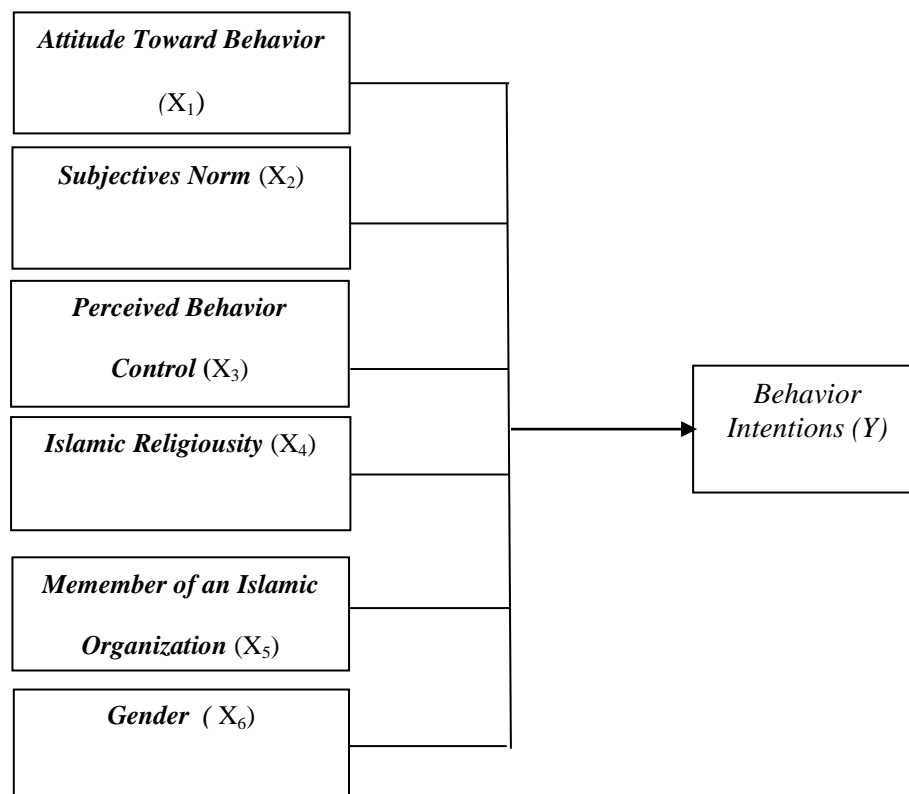 Attitude Toward Behavior
(X₁)
Subjectives Norm (X₂)
Perceived Behavior
Control (X₃)
Islamic Religiousity (X₄)
Memember of an Islamic
Organization (X₅)
Gender ( X₆)
Behavior
Intentions (Y)